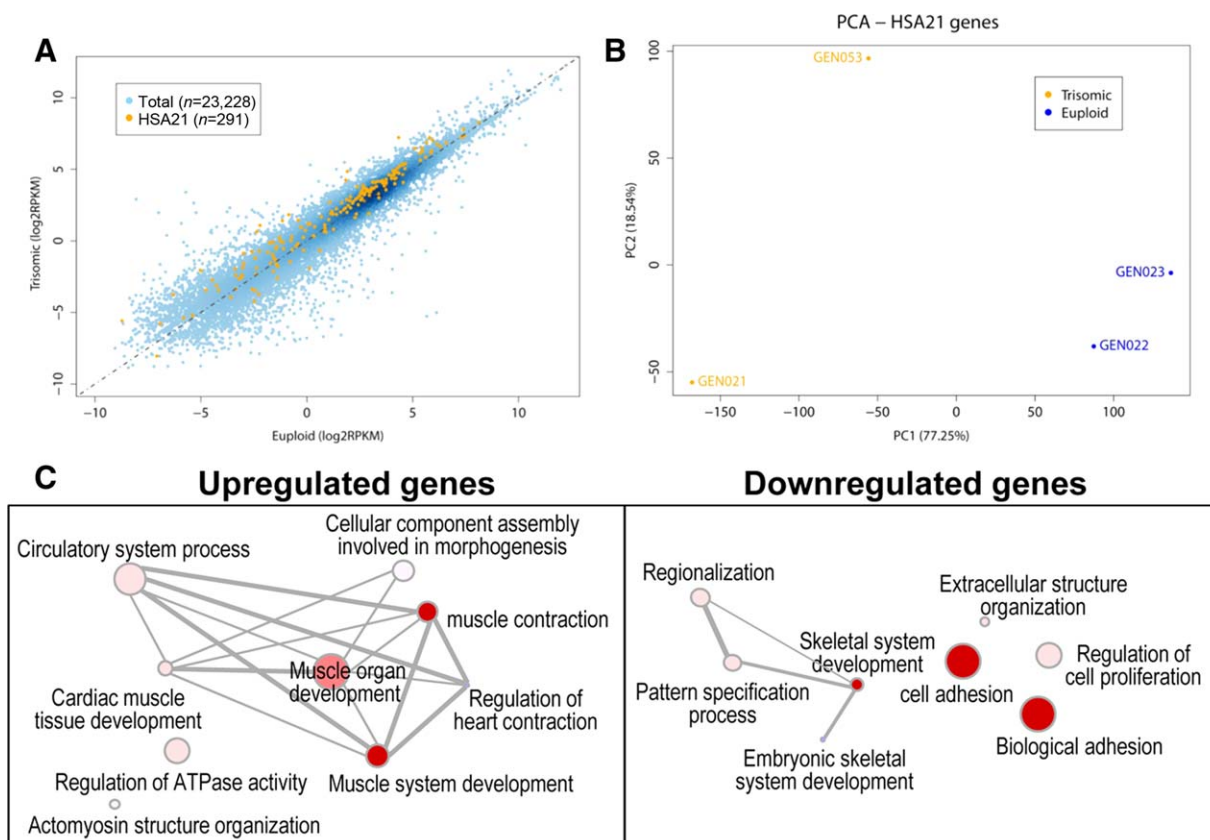 A
Total (n=23,228)
HSA21 (n=291)
Trisomic (log2RPKM)
10
5
0
−5
−10
−10
−5
0
5
10
Euploid (log2RPKM)
B
PCA − HSA21 genes
GEN053
Trisomic
Euploid
GEN023
GEN022
GEN021
PC2 (18.54%)
100
50
0
−50
−150
−100
−50
0
50
100
PC1 (77.25%)
C
Upregulated genes
Circulatory system process
Cellular component assembly
involved in morphogenesis
muscle contraction
Muscle organ
development
Cardiac muscle
tissue development
Regulation of
heart contraction
Regulation of ATPase activity
Muscle system development
Actomyosin structure organization
Downregulated genes
Regionalization
Extracellular structure
organization
Skeletal system
development
cell adhesion
Regulation of
cell proliferation
Pattern specification
process
Embryonic skeletal
system development
Biological adhesion